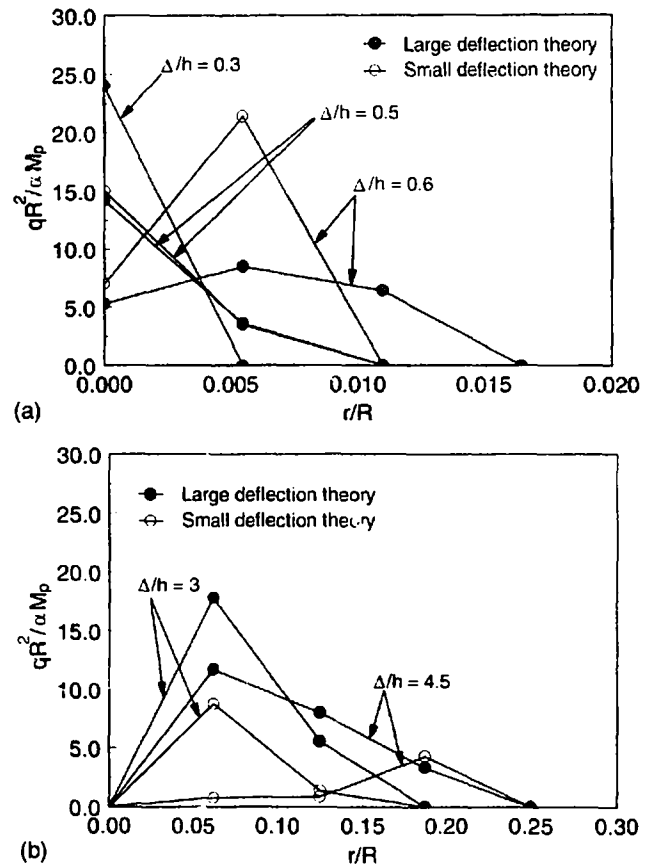 30.0
25.0
20.0
15.0
10.0
5.0
0.0
qR²/αMp
Large deflection theory
Small deflection theory
Δ/h = 0.3
Δ/h = 0.5
Δ/h = 0.6
0.000 0.005 0.010 0.015 0.020
r/R
(a)
30.0
25.0
20.0
15.0
10.0
5.0
0.0
qR²/αMp
Large deflection theory
Small deflection theory
Δ/h = 3
Δ/h = 4.5
0.00 0.05 0.10 0.15 0.20 0.25 0.30
r/R
(b)